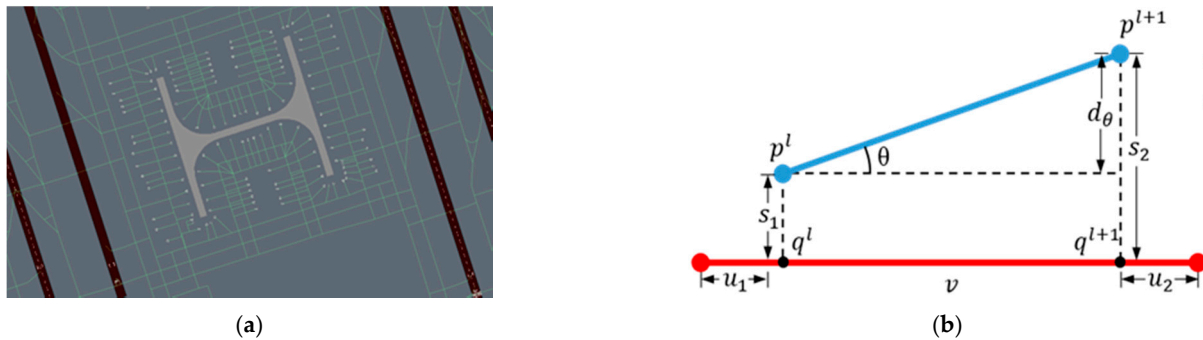 p^{l+1}
d_θ
s_2
p^l
θ
s_1
q^l
q^{l+1}
u_1
v
u_2
(a)
(b)